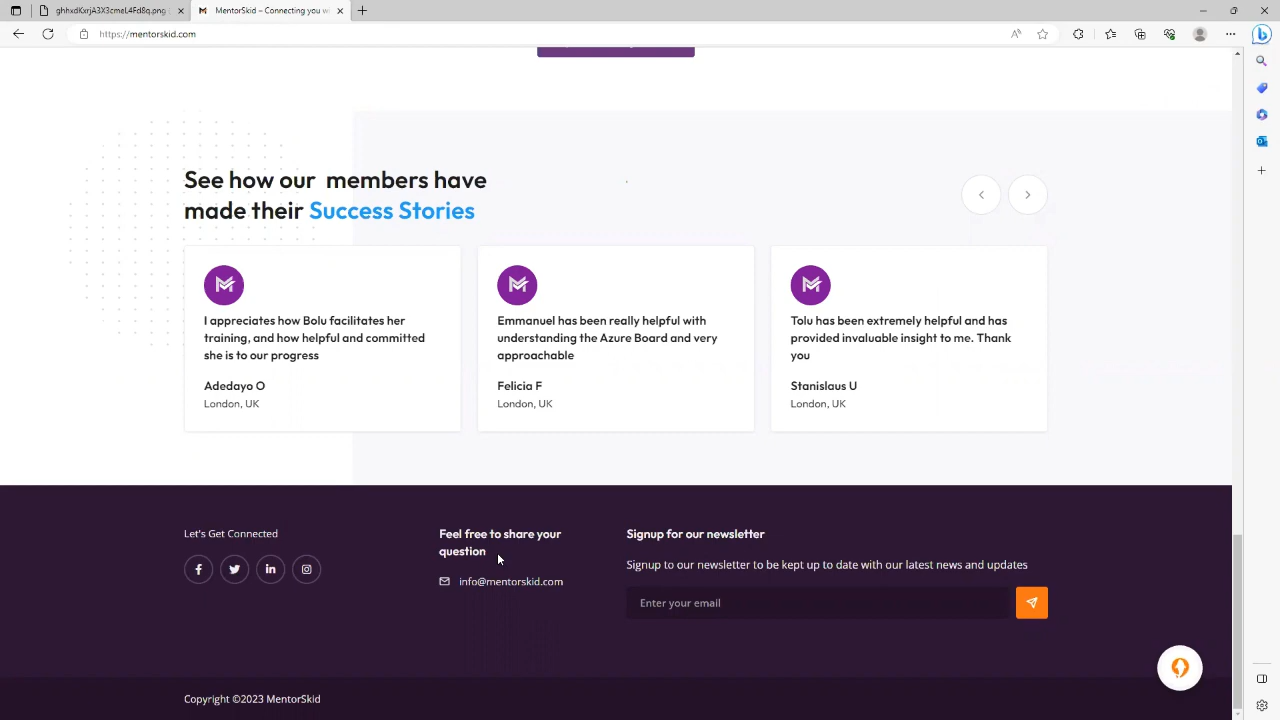 ghhxdKxrjA3X3cmeL4Fd8q.png (
MentorSkid – Connecting you w
https://mentorskid.com
See how our members have
made their Success Stories
I appreciates how Bolu facilitates her
training, and how helpful and committed
she is to our progress
Adedayo O
London, UK
Emmanuel has been really helpful with
understanding the Azure Board and very
approachable
Felicia F
London, UK
Tolu has been extremely helpful and has
provided invaluable insight to me. Thank
you
Stanislaus U
London, UK
Let's Get Connected
Feel free to share your
question
info@mentorskid.com
Signup for our newsletter
Signup to our newsletter to be kept up to date with our latest news and updates
Enter your email
Copyright ©2023 MentorSkid